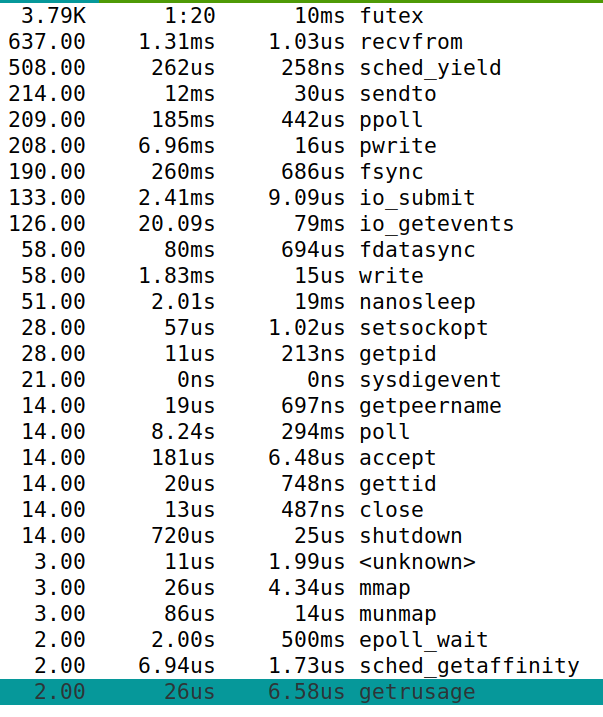 3.79K 1:20 10ms futex
637.00 1.31ms 1.03us recvfrom
508.00 262us 258ns sched_yield
214.00 12ms 30us sendto
209.00 185ms 442us ppoll
208.00 6.96ms 16us pwrite
190.00 260ms 686us fsync
133.00 2.41ms 9.09us io_submit
126.00 20.09s 79ms io_getevents
58.00 80ms 694us fdatasync
58.00 1.83ms 15us write
51.00 2.01s 19ms nanosleep
28.00 57us 1.02us setsockopt
28.00 11us 213ns getpid
21.00 0ns 0ns sysdigevent
14.00 19us 697ns getpeername
14.00 8.24s 294ms poll
14.00 181us 6.48us accept
14.00 20us 748ns gettid
14.00 13us 487ns close
14.00 720us 25us shutdown
3.00 11us 1.99us <unknown>
3.00 26us 4.34us mmap
3.00 86us 14us munmap
2.00 2.00s 500ms epoll_wait
2.00 6.94us 1.73us sched_getaffinity
2.00 26us 6.58us getrusage